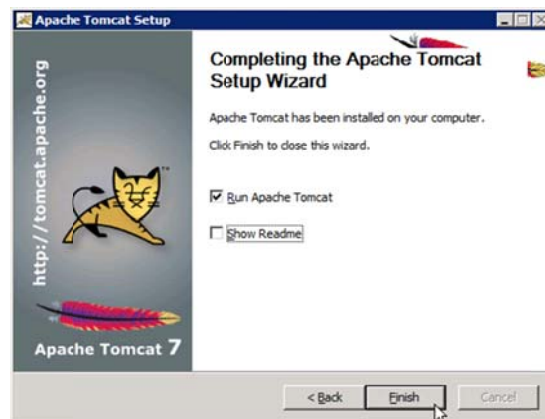 Apache Tomcat Setup
http://tomcat.apache.org
Apache Tomcat 7
Completing the Apache Tomcat
Setup Wizard
Apache Tomcat has been installed on your computer.
Click Finish to close this wizard.
Run Apache Tomcat
Show Readme
< Back
Finish
Cancel